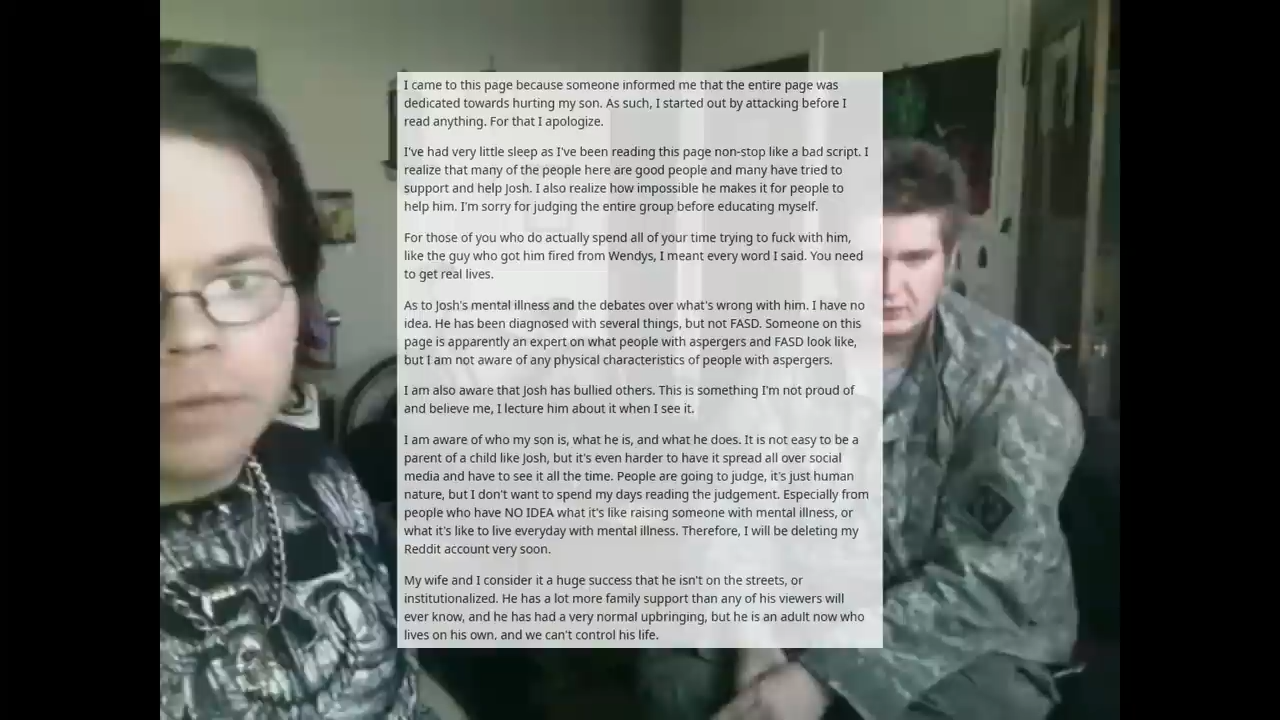 I came to this page because someone informed me that the entire page was
dedicated towards hurting my son. As such, I started out by attacking before I
read anything. For that I apologize.
I've had very little sleep as I've been reading this page non-stop like a bad script. I
realize that many of the people here are good people and many have tried to
support and help Josh. I also realize how impossible he makes it for people to
help him. I'm sorry for judging the entire group before educating myself.
For those of you who do actually spend all of your time trying to fuck with him,
like the guy who got him fired from Wendys, I meant every word I said. You need
to get real lives.
As to Josh's mental illness and the debates over what's wrong with him. I have no
idea. He has been diagnosed with several things, but not FASD. Someone on this
page is apparently an expert on what people with aspergers and FASD look like,
but I am not aware of any physical characteristics of people with aspergers.
I am also aware that Josh has bullied others. This is something I'm not proud of
and believe me, I lecture him about it when I see it.
I am aware of who my son is, what he is, and what he does. It is not easy to be a
parent of a child like Josh, but it's even harder to have it spread all over social
media and have to see it all the time. People are going to judge, it's just human
nature, but I don't want to spend my days reading the judgement. Especially from
people who have NO IDEA what it's like raising someone with mental illness, or
what it's like to live everyday with mental illness. Therefore, I will be deleting my
Reddit account very soon.
My wife and I consider it a huge success that he isn't on the streets, or
institutionalized. He has a lot more family support than any of his viewers will
ever know, and he has had a very normal upbringing, but he is an adult now who
lives on his own, and we can't control his life.